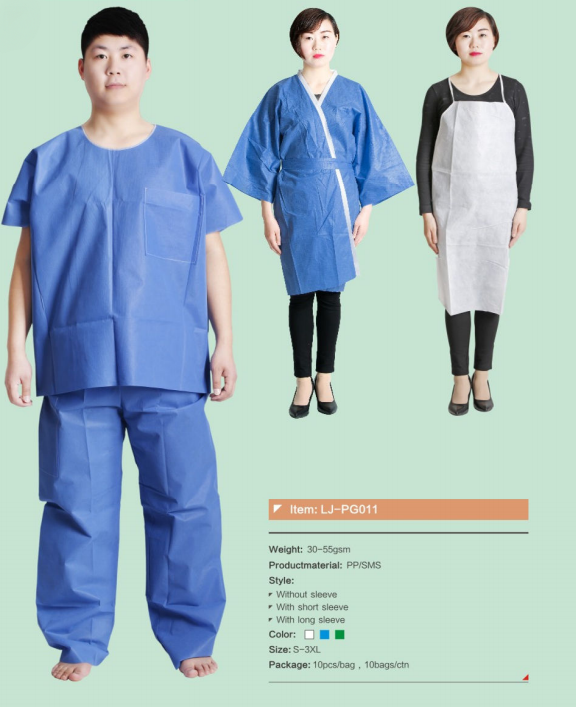 Item: LJ-PG011
Weight: 30-55gsm
Productmaterial: PP/SMS
Style:
Without sleeve
With short sleeve
With long sleeve
Color:
Size: S-3XL
Package: 10pcs/bag , 10bags/ctn